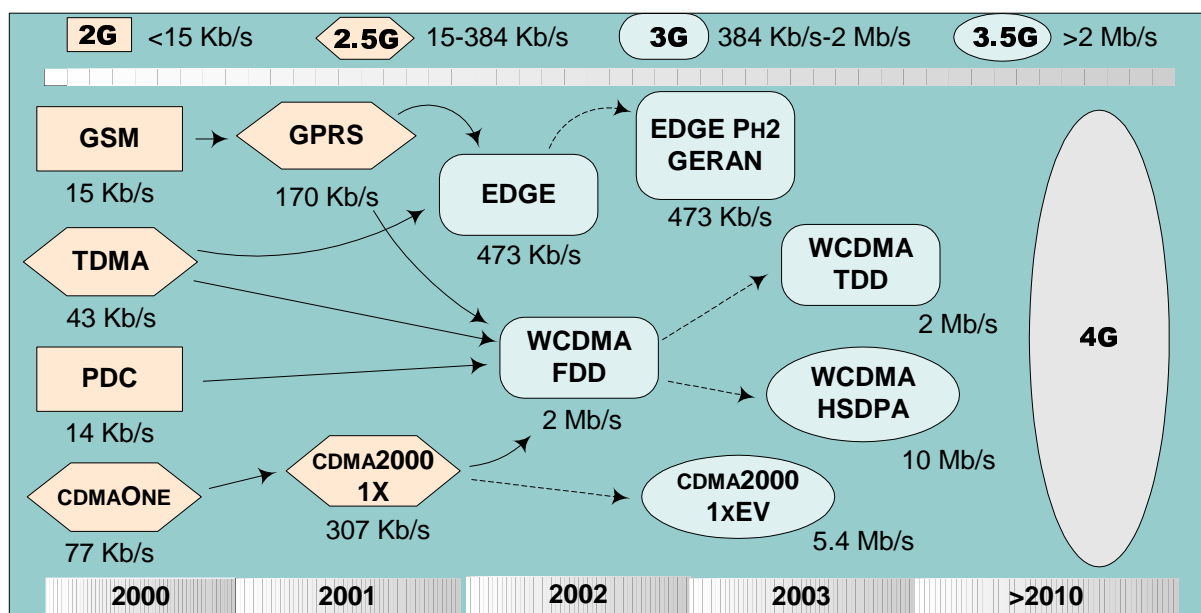 2G <15 Kb/s 2.5G 15-384 Kb/s 3G 384 Kb/s-2 Mb/s 3.5G >2 Mb/s
GSM
15 Kb/s
GPRS
170 Kb/s
EDGE
473 Kb/s
EDGE PH2
GERAN
473 Kb/s
TDMA
43 Kb/s
WCDMA
TDD
2 Mb/s
PDC
14 Kb/s
WCDMA
FDD
2 Mb/s
WCDMA
HSDPA
10 Mb/s
CDMAONE
77 Kb/s
CDMA2000
1X
307 Kb/s
CDMA2000
1XEV
5.4 Mb/s
4G
2000 2001 2002 2003 >2010